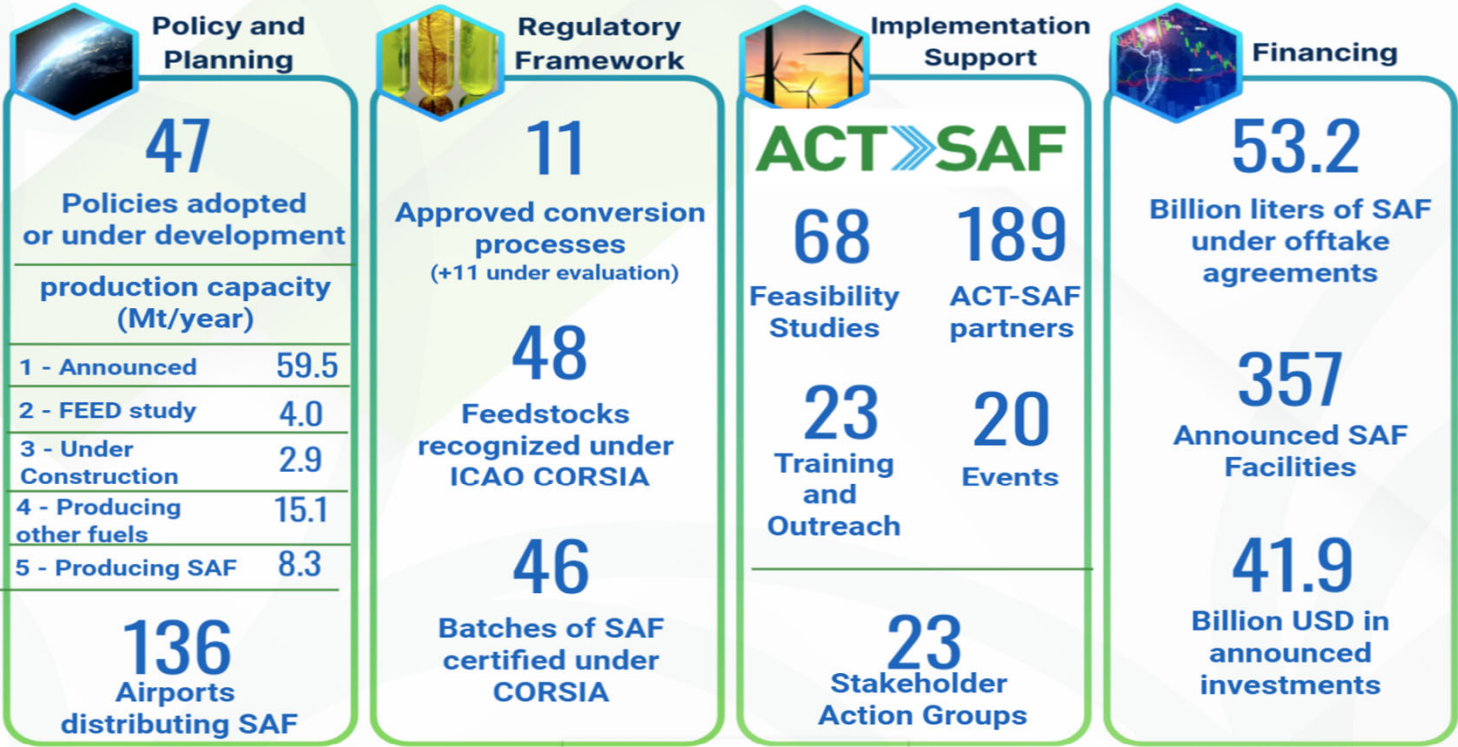 Policy and
Planning
47
Policies adopted
or under development
production capacity
(Mt/year)
1 - Announced 59.5
2 - FEED study 4.0
3 - Under
Construction 2.9
4 - Producing
other fuels 15.1
5 - Producing SAF 8.3
136
Airports
distributing SAF
Regulatory
Framework
11
Approved conversion
processes
(+11 under evaluation)
48
Feedstocks
recognized under
ICAO CORSIA
46
Batches of SAF
certified under
CORSIA
Implementation
Support
ACT SAF
68
Feasibility
Studies
189
ACT-SAF
partners
23
Training
and
Outreach
20
Events
23
Stakeholder
Action Groups
Financing
53.2
Billion liters of SAF
under offtake
agreements
357
Announced SAF
Facilities
41.9
Billion USD in
announced
investments